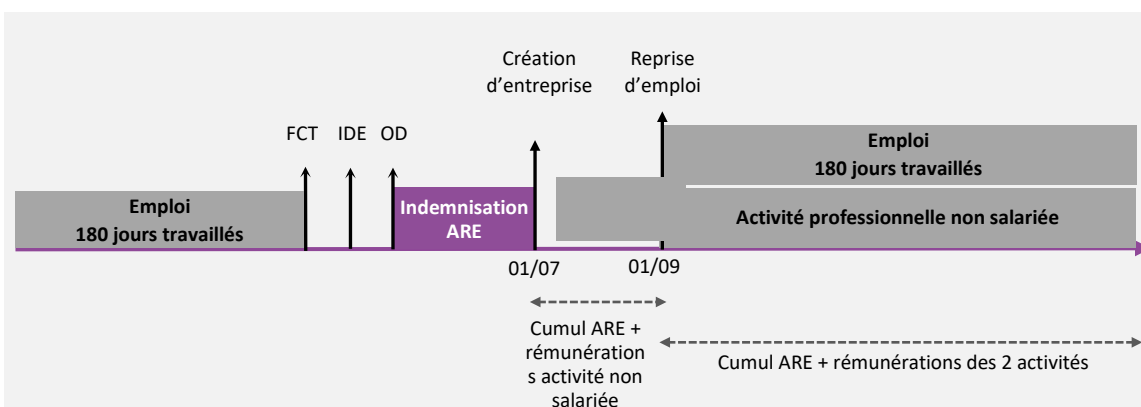 Création
d’entreprise
Reprise
d’emploi
FCT
IDE
OD
Emploi
180 jours travaillés
Indemnisation
ARE
Emploi
180 jours travaillés
Activité professionnelle non salariée
01/07
01/09
Cumul ARE +
rémunération
s activité non
salariée
Cumul ARE + rémunérations des 2 activités